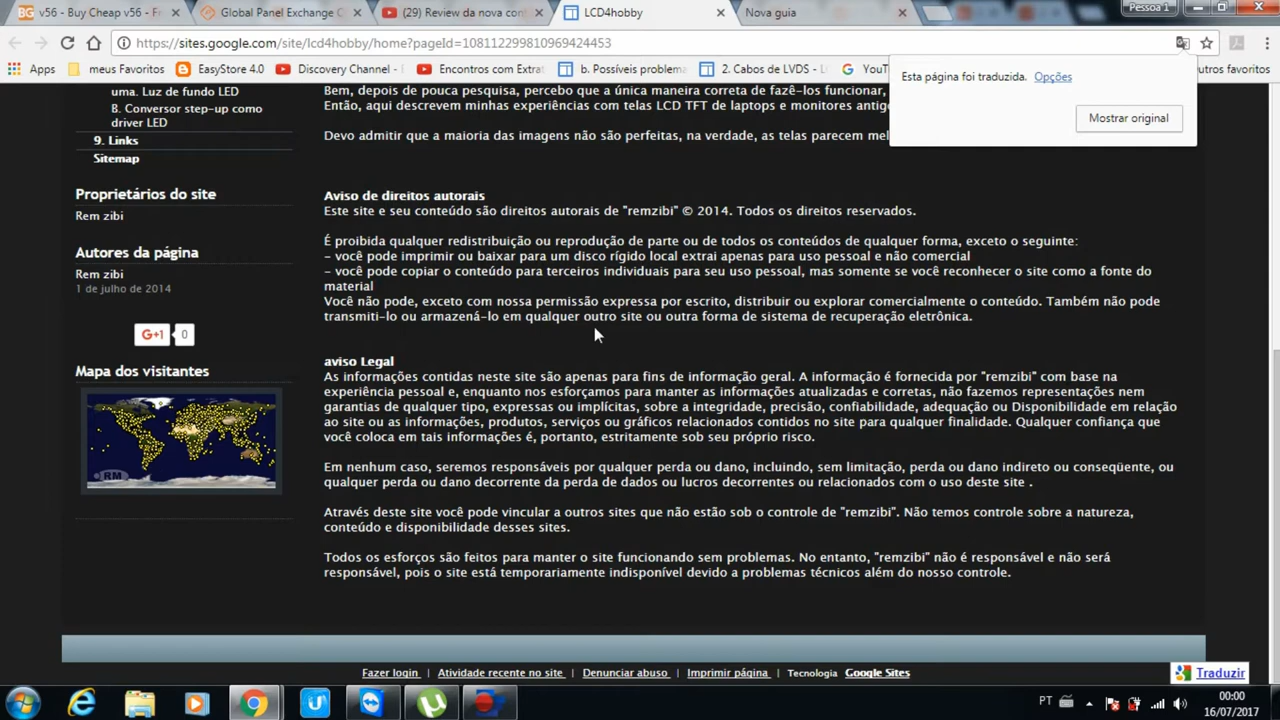 v56 - Buy Cheap v56 - Fr
Global Panel Exchange C
(29) Review da nova con
LCD4hobby
Nova guia
Pessoa 1
https://sites.google.com/site/lcd4hobby/home?pageId=108112299810969424453
Apps
meus Favoritos
EasyStore 4.0
Discovery Channel -
Encontros com Extrat
b. Possíveis problema
2. Cabos de LVDS - L
YouT
outros favoritos
Esta página foi traduzida. Opções
Mostrar original
uma. Luz de fundo LED
B. Conversor step-up como
driver LED
9. Links
Sitemap
Proprietários do site
Rem zibi
Autores da página
Rem zibi
1 de julho de 2014
G+1 0
Mapa dos visitantes
RM
Bem, depois de pouca pesquisa, percebo que a única maneira correta de fazê-los funcionar,
Então, aqui descrevem minhas experiências com telas LCD TFT de laptops e monitores antig
Devo admitir que a maioria das imagens não são perfeitas, na verdade, as telas parecem mel
Aviso de direitos autorais
Este site e seu conteúdo são direitos autorais de "remzibi" © 2014. Todos os direitos reservados.
É proibida qualquer redistribuição ou reprodução de parte ou de todos os conteúdos de qualquer forma, exceto o seguinte:
- você pode imprimir ou baixar para um disco rígido local extrai apenas para uso pessoal e não comercial
- você pode copiar o conteúdo para terceiros individuais para seu uso pessoal, mas somente se você reconhecer o site como a fonte do
material
Você não pode, exceto com nossa permissão expressa por escrito, distribuir ou explorar comercialmente o conteúdo. Também não pode
transmiti-lo ou armazená-lo em qualquer outro site ou outra forma de sistema de recuperação eletrônica.
aviso Legal
As informações contidas neste site são apenas para fins de informação geral. A informação é fornecida por "remzibi" com base na
experiência pessoal e, enquanto nos esforçamos para manter as informações atualizadas e corretas, não fazemos representações nem
garantias de qualquer tipo, expressas ou implícitas, sobre a integridade, precisão, confiabilidade, adequação ou Disponibilidade em relação
ao site ou as informações, produtos, serviços ou gráficos relacionados contidos no site para qualquer finalidade. Qualquer confiança que
você coloca em tais informações é, portanto, estritamente sob seu próprio risco.
Em nenhum caso, seremos responsáveis por qualquer perda ou dano, incluindo, sem limitação, perda ou dano indireto ou conseqüente, ou
qualquer perda ou dano decorrente da perda de dados ou lucros decorrentes ou relacionados com o uso deste site .
Através deste site você pode vincular a outros sites que não estão sob o controle de "remzibi". Não temos controle sobre a natureza,
conteúdo e disponibilidade desses sites.
Todos os esforços são feitos para manter o site funcionando sem problemas. No entanto, "remzibi" não é responsável e não será
responsável, pois o site está temporariamente indisponível devido a problemas técnicos além do nosso controle.
Fazer login | Atividade recente no site | Denunciar abuso | Imprimir página | Tecnologia Google Sites
Traduzir
PT
00:00
16/07/2017